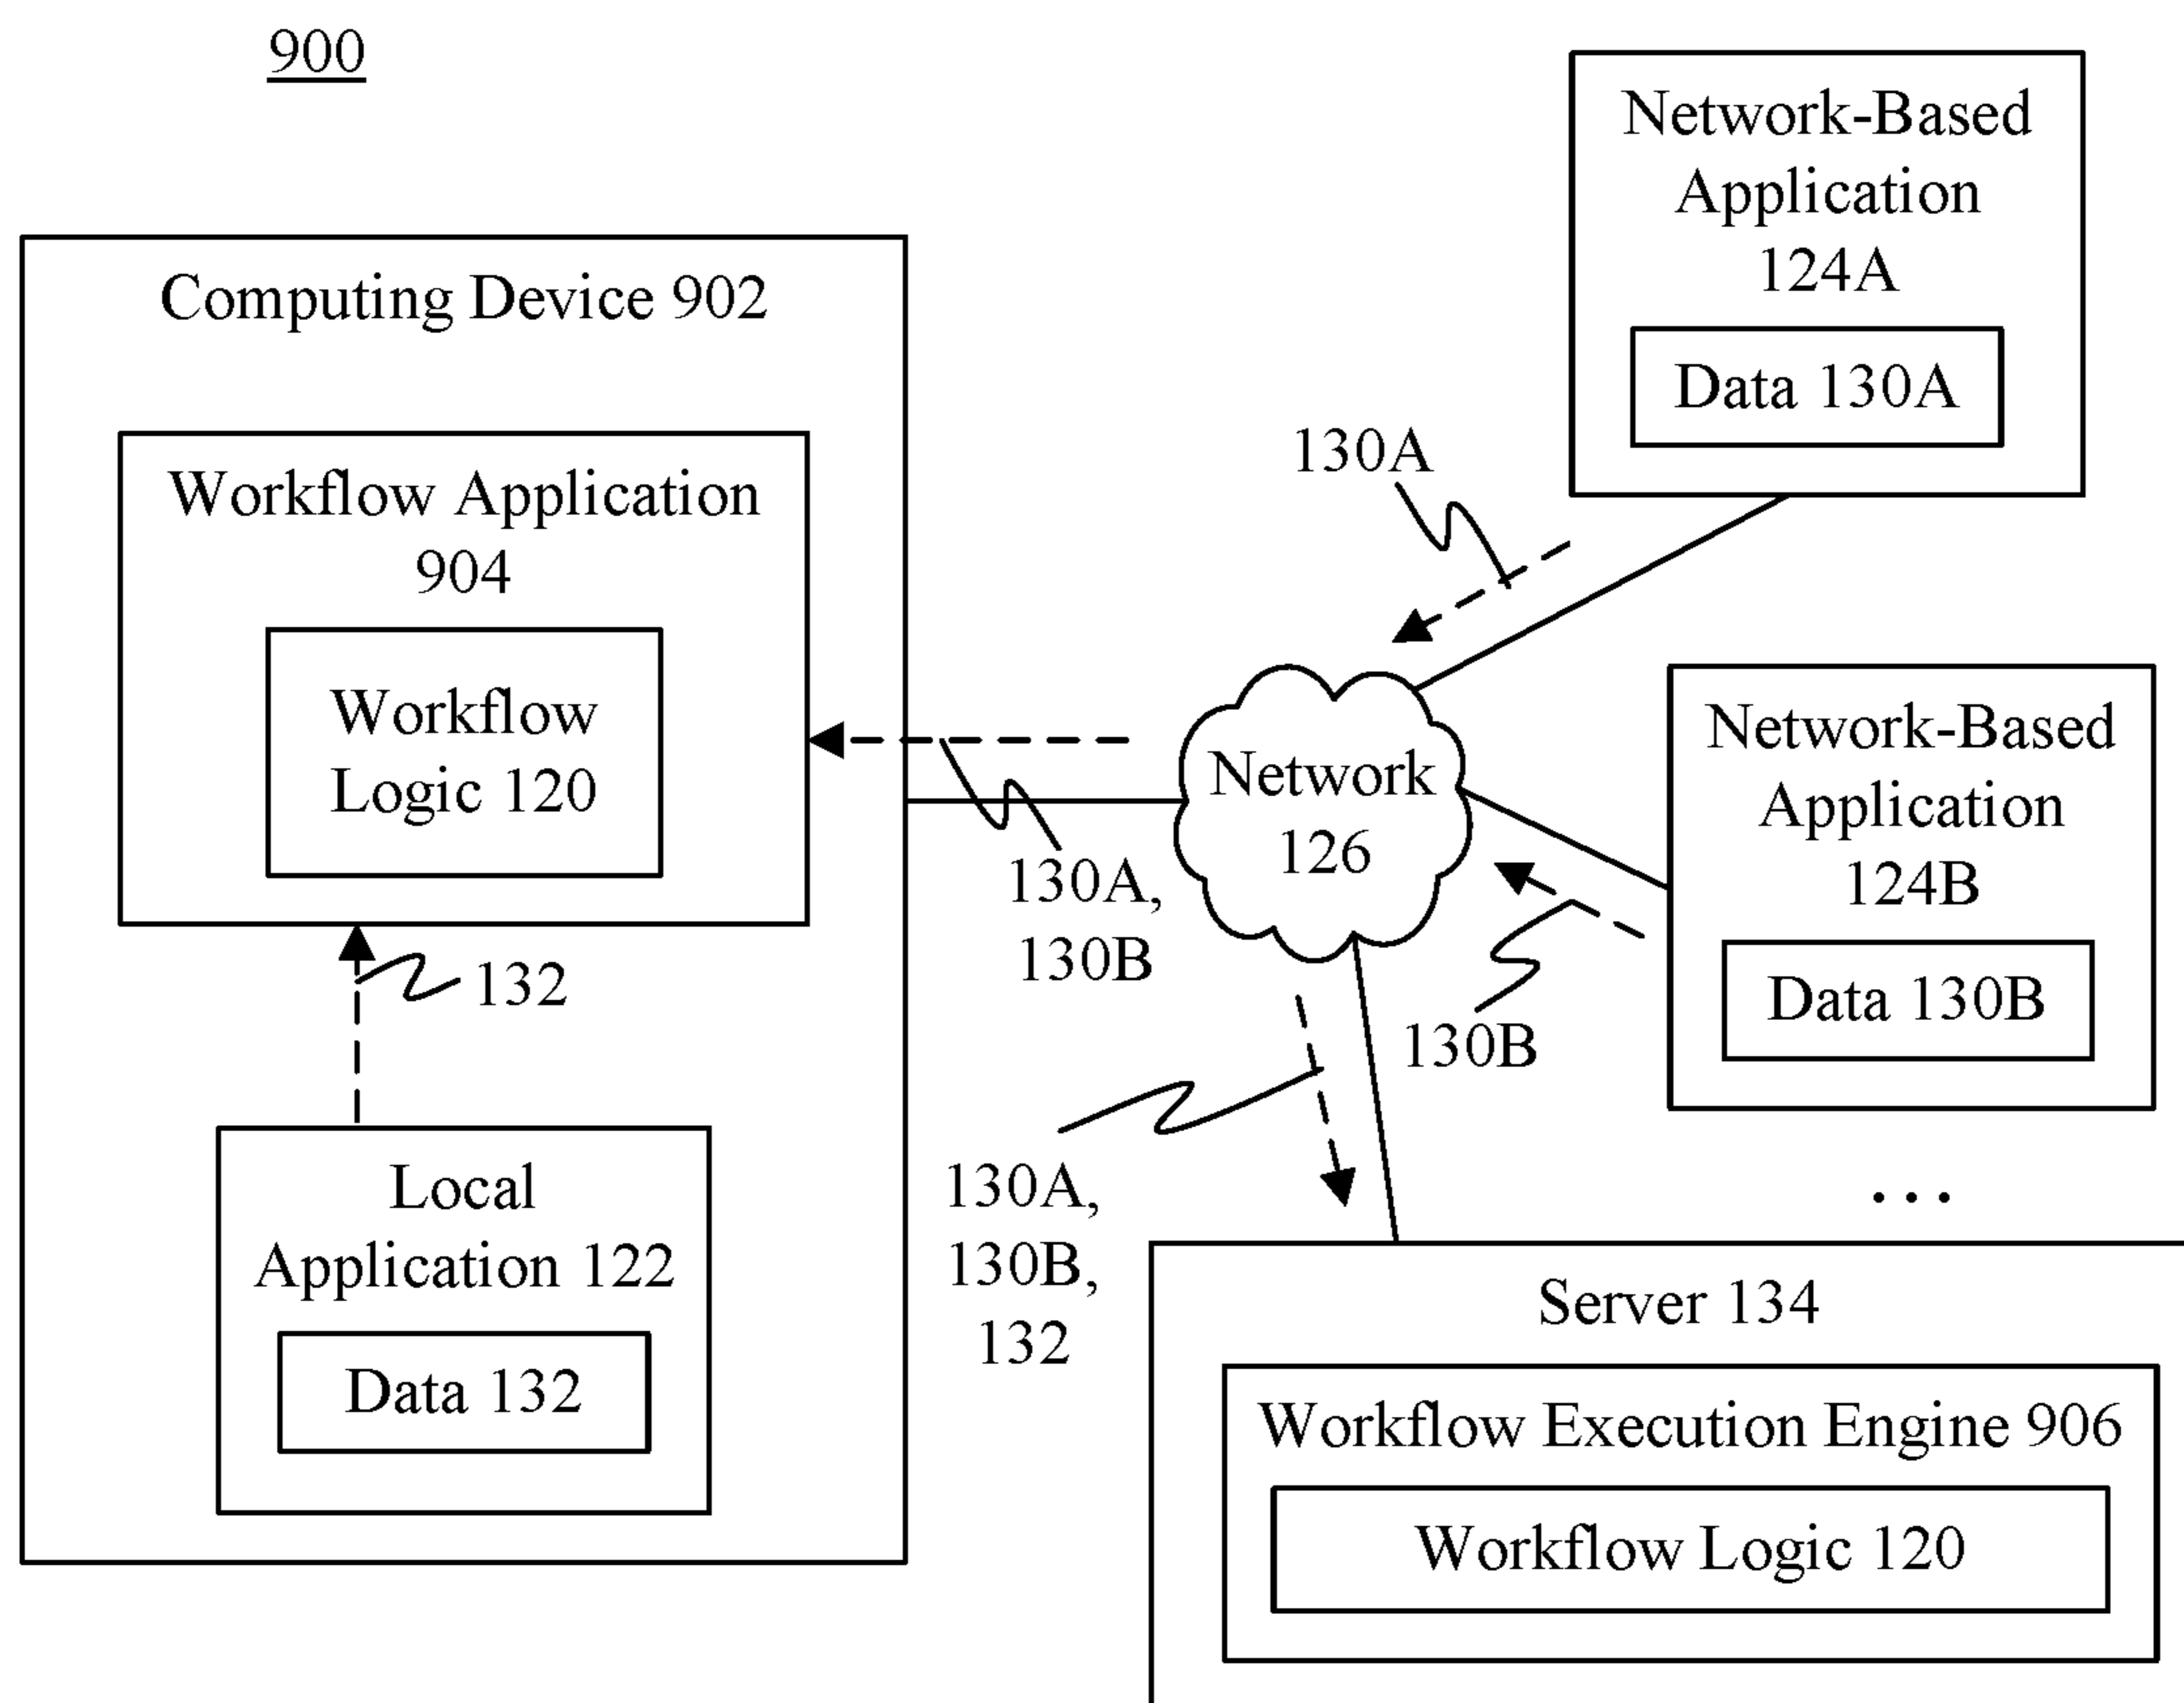 900
Computing Device 902
Workflow Application
904
Workflow
Logic 120
132
Local
Application 122
Data 132
130A,
130B
Network
126
130A
Network-Based
Application
124A
Data 130A
Network-Based
Application
124B
Data 130B
130B
130A,
130B,
132
...
Server 134
Workflow Execution Engine 906
Workflow Logic 120